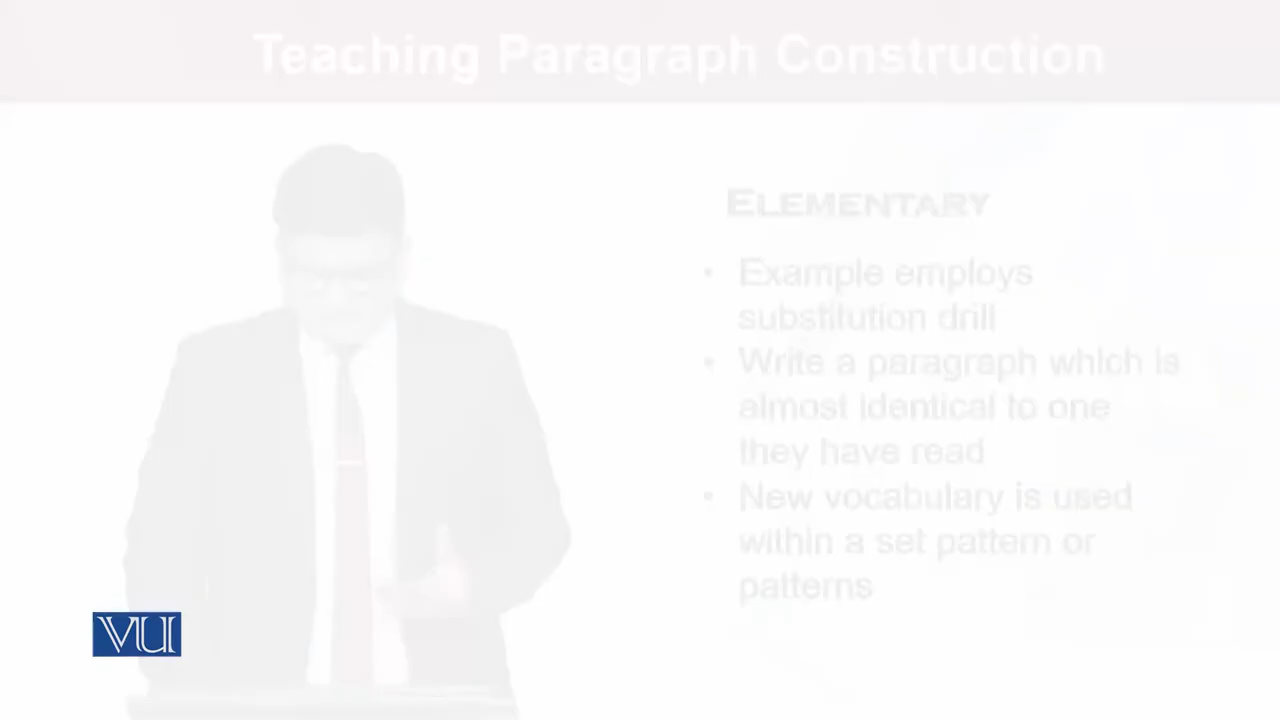 Teaching Paragraph Construction
ELEMENTARY
• Example employs
substitution drill
• Write a paragraph which is
almost identical to one
they have read
• New vocabulary is used
within a set pattern or
patterns
VU